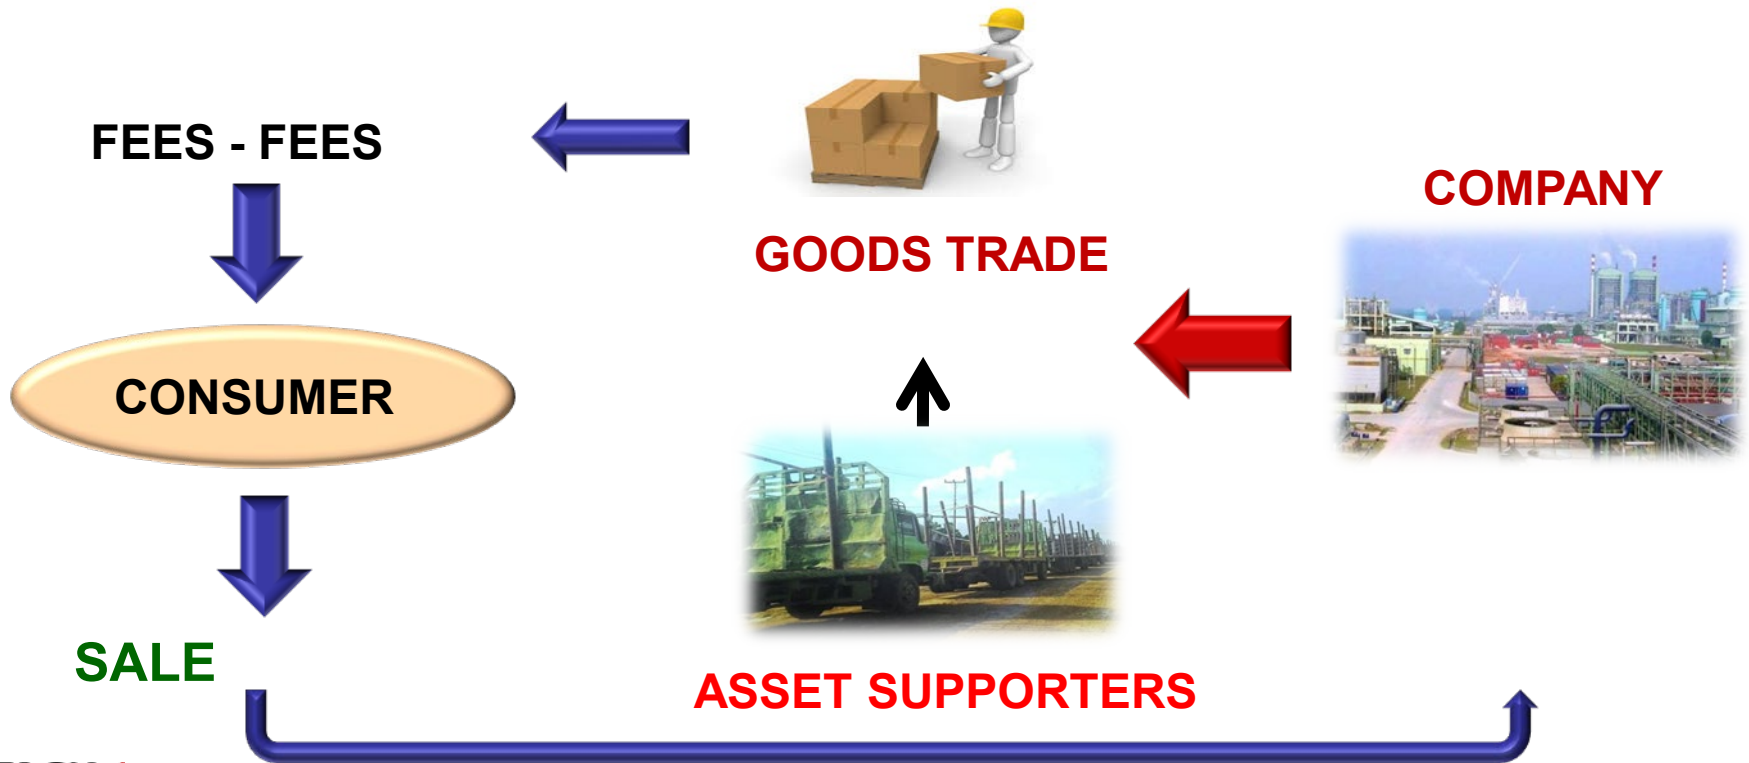 FEES - FEES
COMPANY
GOODS TRADE
CONSUMER
SALE
ASSET SUPPORTERS